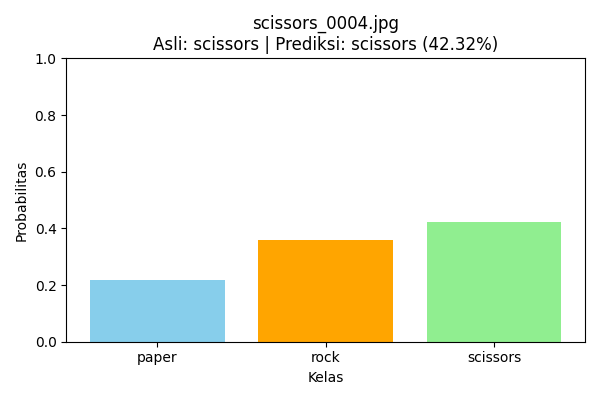 scissors_0004.jpg
Asli: scissors | Prediksi: scissors (42.32%)
Probabilitas
1.0
0.8
0.6
0.4
0.2
0.0
paper rock scissors
Kelas